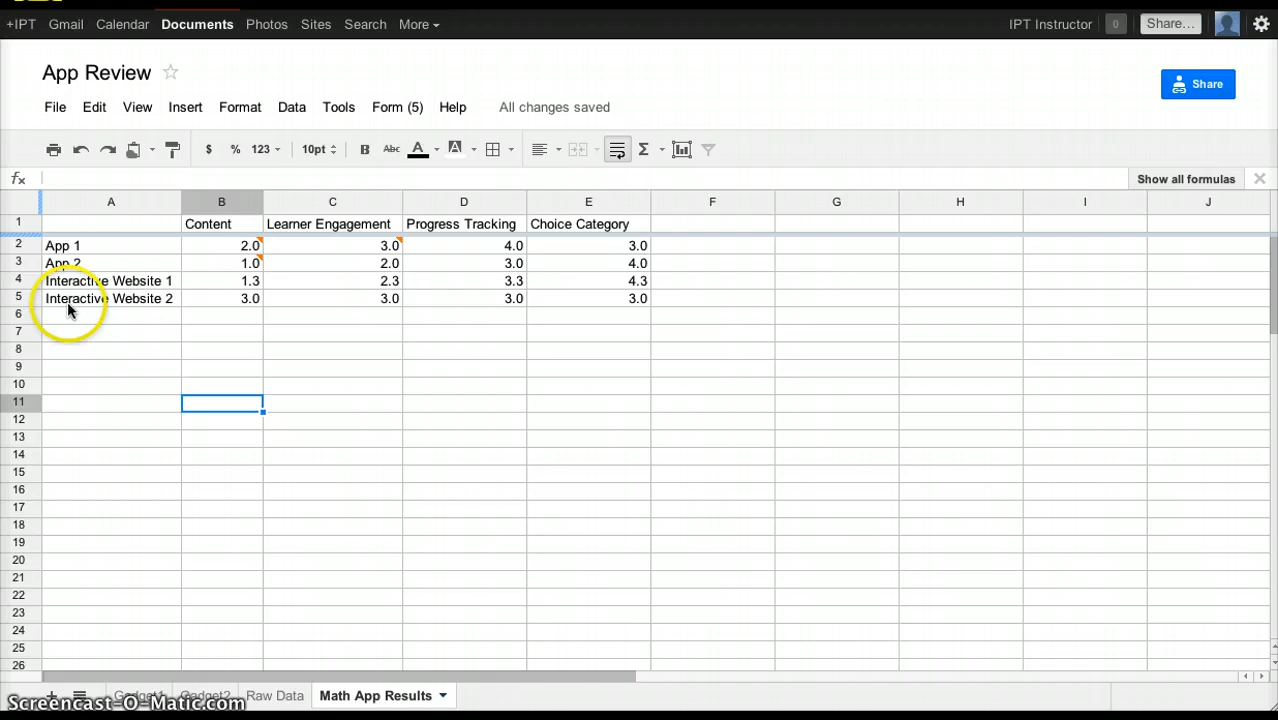 +IPT Gmail Calendar Documents Photos Sites Search More IPT Instructor 0 Share…
App Review
Share
File Edit View Insert Format Data Tools Form (5) Help All changes saved
$ % 123 10pt B Abc A A Σ
fx Show all formulas
A B C D E F G H I J
1 Content Learner Engagement Progress Tracking Choice Category
2 App 1 2.0 3.0 4.0 3.0
3 App 2 1.0 2.0 3.0 4.0
4 Interactive Website 1 1.3 2.3 3.3 4.3
5 Interactive Website 2 3.0 3.0 3.0 3.0
6
7
8
9
10
11
12
13
14
15
16
17
18
19
20
21
22
23
24
25
26
Gadget1 Gadget2 Raw Data Math App Results
Screencast-O-Matic.com